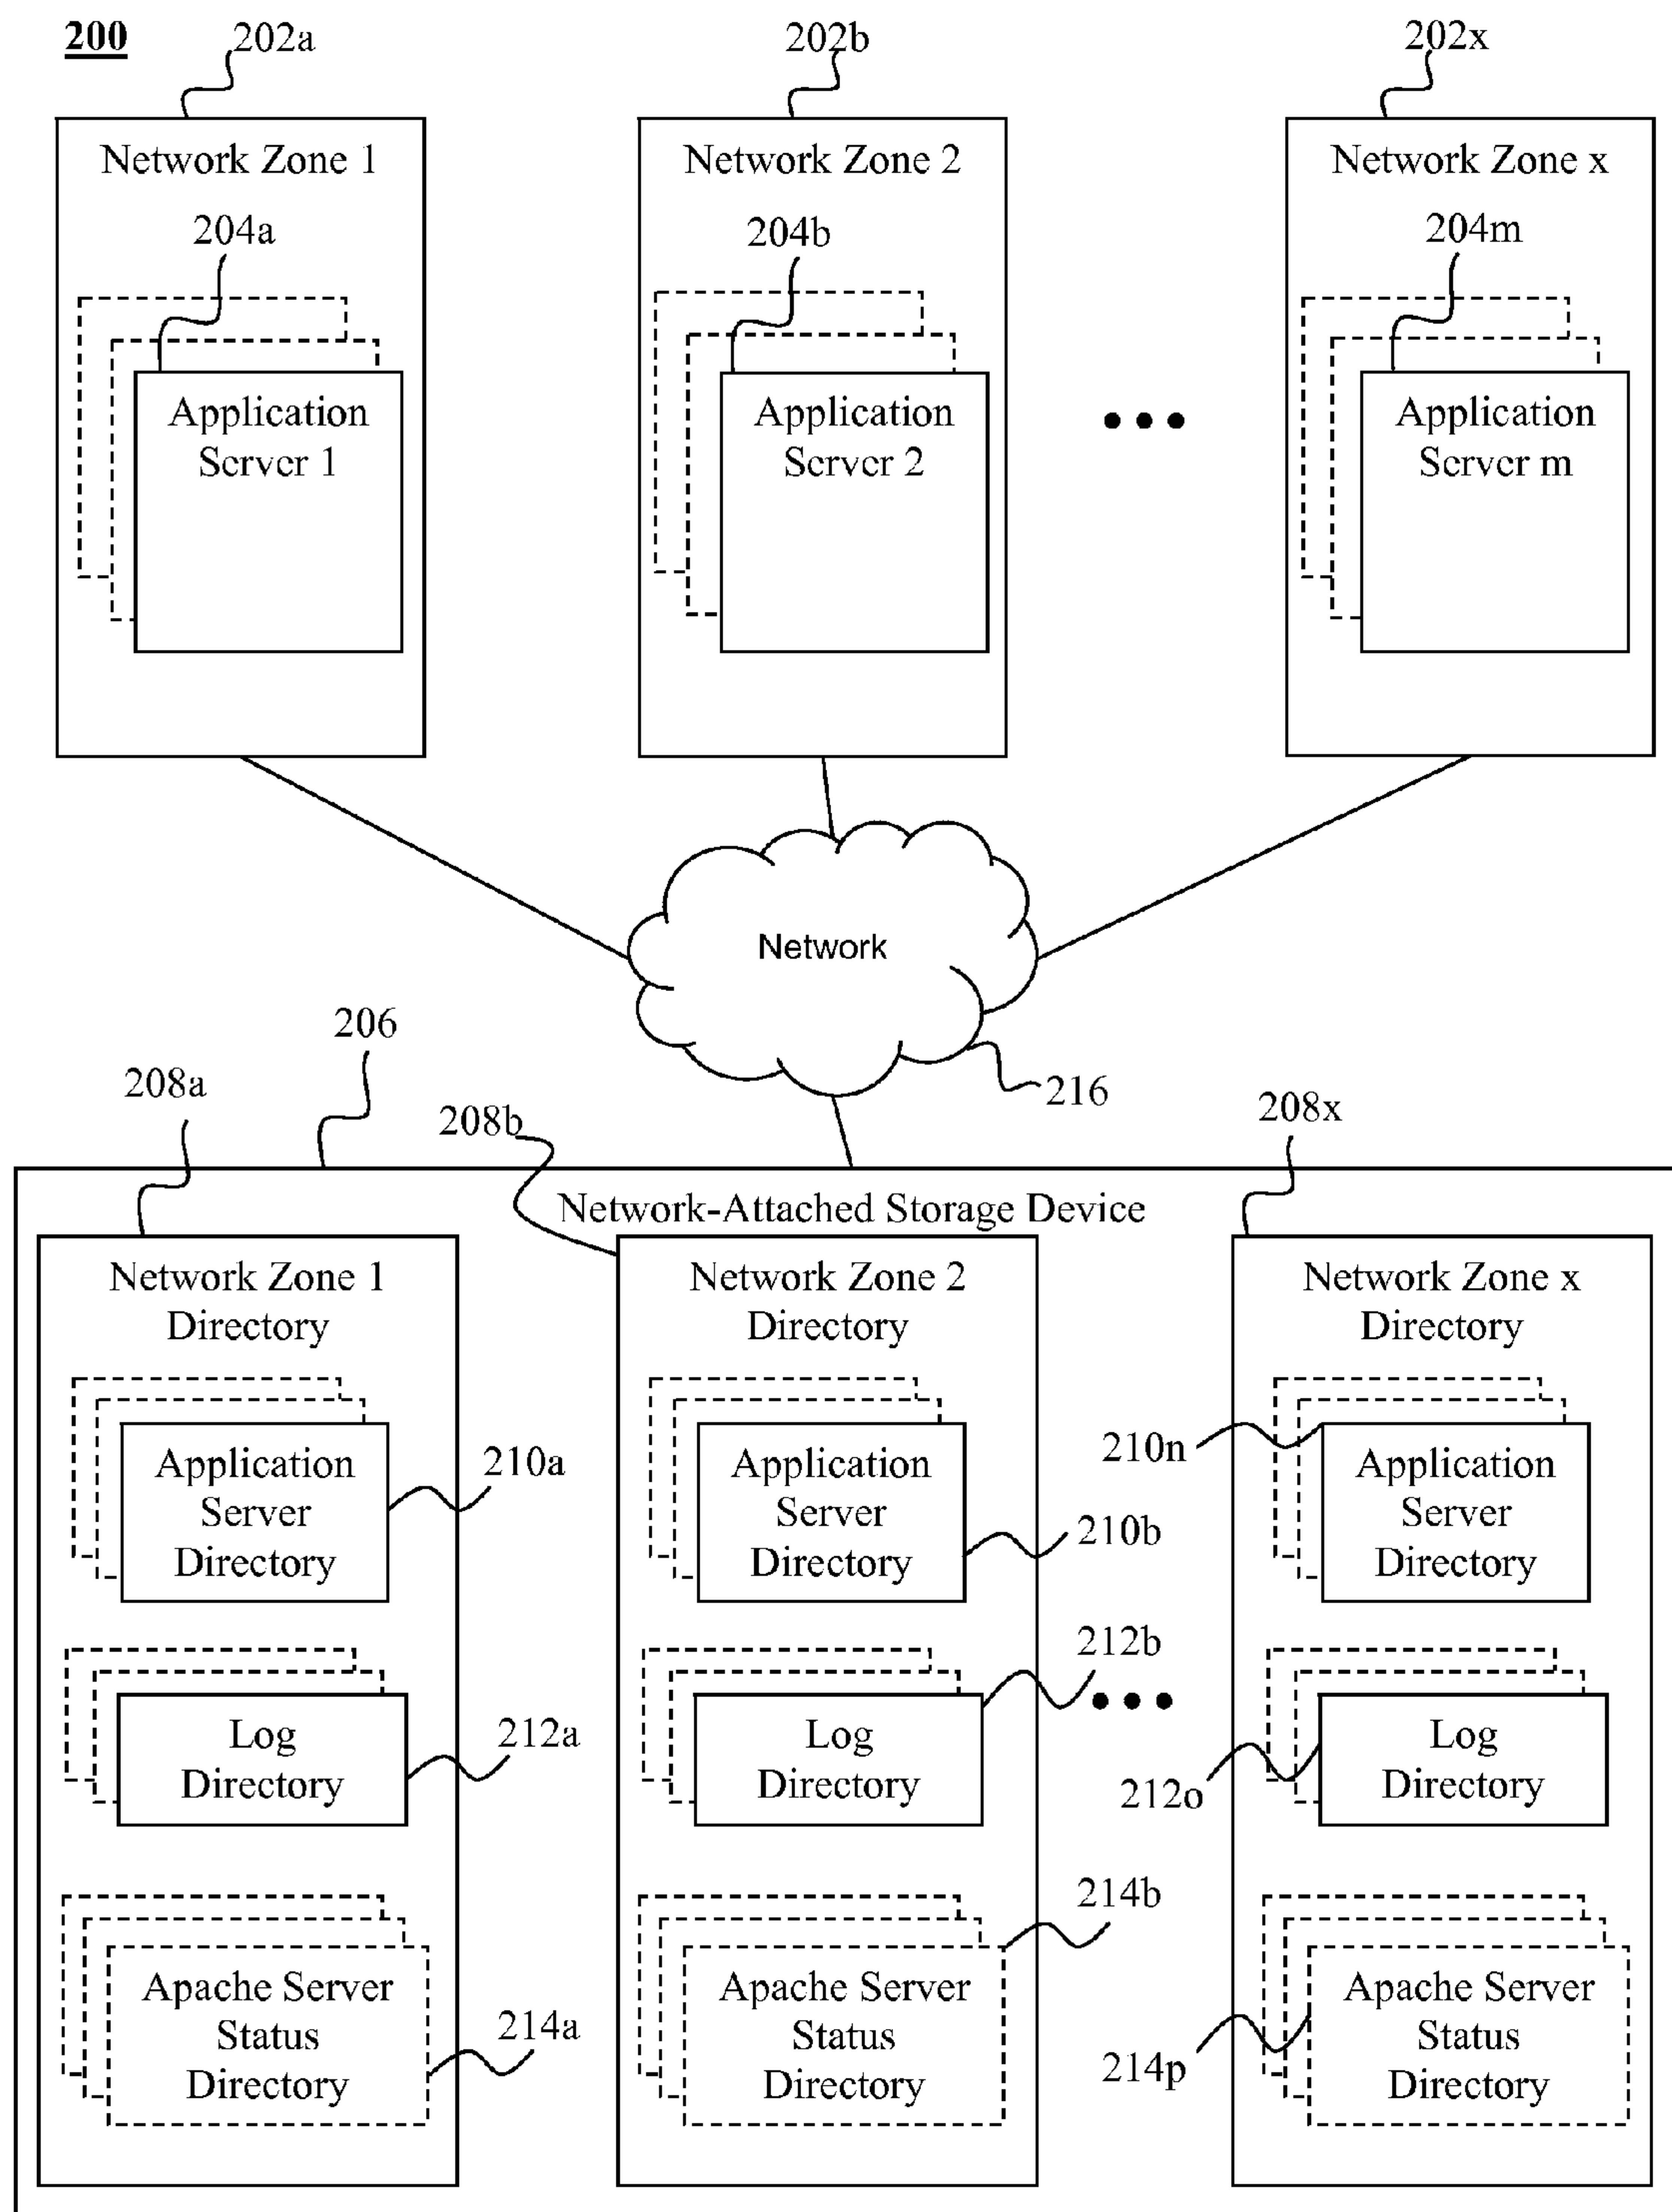 200
202a
202b
202x
Network Zone 1
Network Zone 2
Network Zone x
204a
204b
204m
Application
Server 1
Application
Server 2
Application
Server m
Network
206
208a
208b
216
208x
Network-Attached Storage Device
Network Zone 1
Directory
Network Zone 2
Directory
Network Zone x
Directory
Application
Server
Directory
210a
Application
Server
Directory
210b
210n
Application
Server
Directory
Log
Directory
212a
Log
Directory
212b
212o
Log
Directory
Apache Server
Status
Directory
214a
Apache Server
Status
Directory
214b
214p
Apache Server
Status
Directory